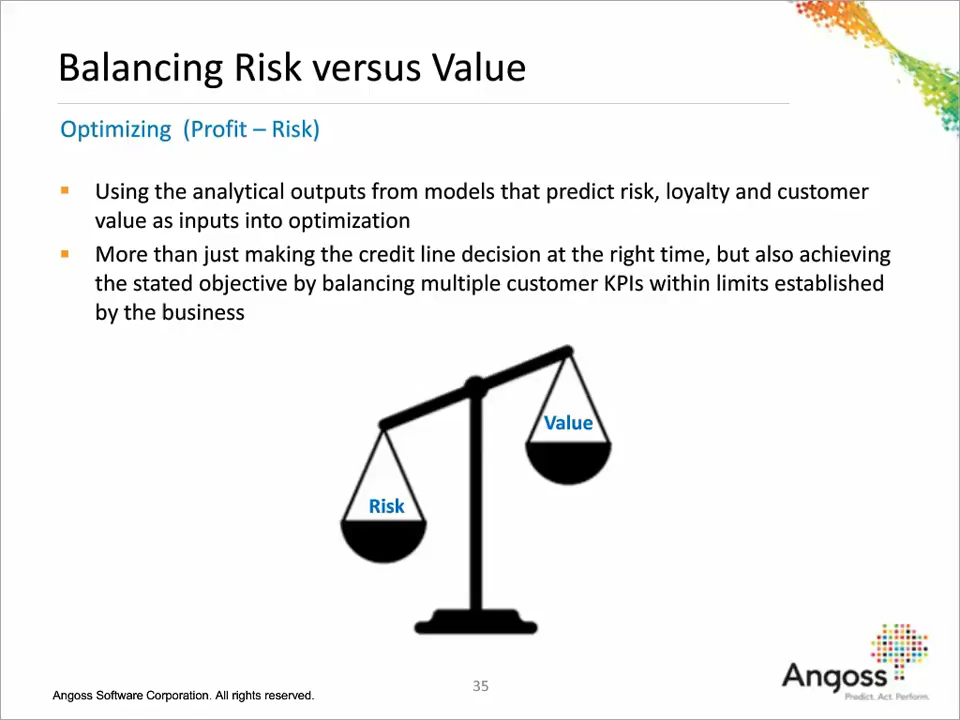 Balancing Risk versus Value
Optimizing  (Profit – Risk)
Using the analytical outputs from models that predict risk, loyalty and customer
value as inputs into optimization
More than just making the credit line decision at the right time, but also achieving
the stated objective by balancing multiple customer KPIs within limits established
by the business
Value
Risk
Angoss
Predict. Act. Perform.
Angoss Software Corporation. All rights reserved.
35